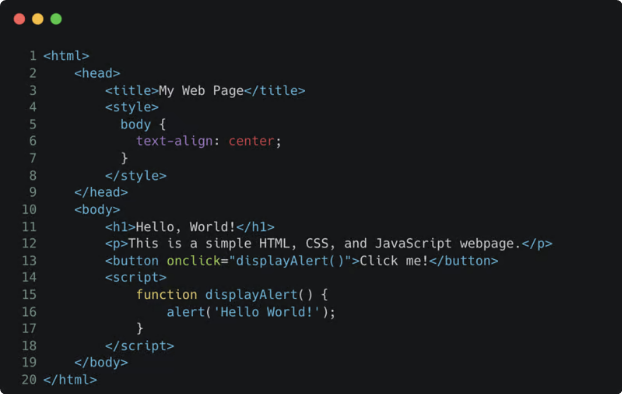 1 <html>
2     <head>
3         <title>My Web Page</title>
4         <style>
5           body {
6             text-align: center;
7           }
8         </style>
9     </head>
10     <body>
11         <h1>Hello, World!</h1>
12         <p>This is a simple HTML, CSS, and JavaScript webpage.</p>
13         <button onclick="displayAlert()">Click me!</button>
14         <script>
15             function displayAlert() {
16                 alert('Hello World!');
17             }
18         </script>
19     </body>
20 </html>